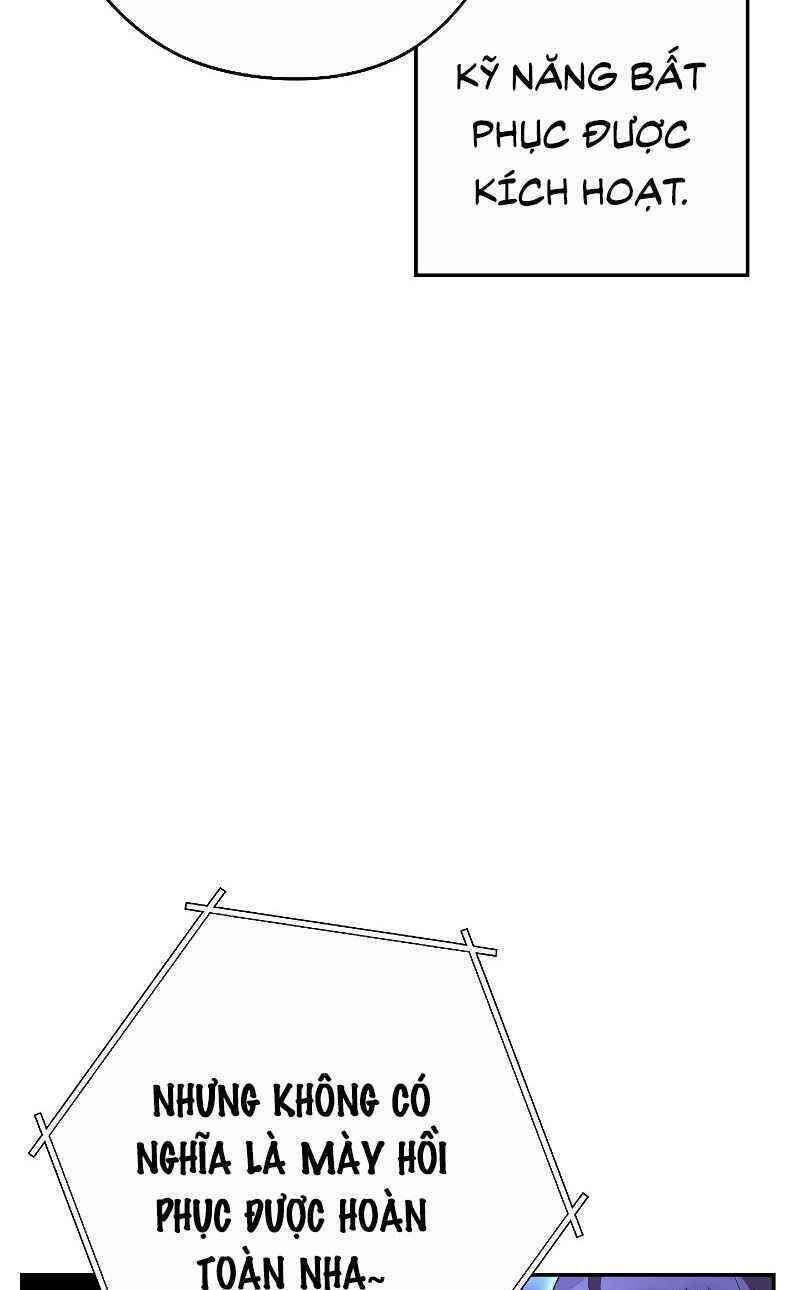 KỸ NĂNG BẤT
PHỤC ĐƯỢC
KÍCH HOẠT.
NHƯNG KHÔNG CÓ
NGHĨA LÀ MÀY HỒI
PHỤC ĐƯỢC HOÀN
TOÀN NHA~